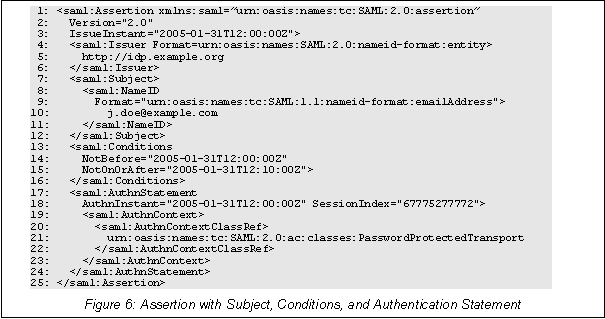 1: <saml:Assertion xmlns:saml="urn:oasis:names:tc:SAML:2.0:assertion"
2: Version="2.0"
3: IssueInstant="2005-01-31T12:00:00Z">
4: <saml:Issuer Format=urn:oasis:names:SAML:2.0:nameid-format:entity>
5: http://idp.example.org
6: </saml:Issuer>
7: <saml:Subject>
8: <saml:NameID
9: Format="urn:oasis:names:tc:SAML:1.1:nameid-format:emailAddress">
10: j.doe@example.com
11: </saml:NameID>
12: </saml:Subject>
13: <saml:Conditions
14: NotBefore="2005-01-31T12:00:00Z"
15: NotOnOrAfter="2005-01-31T12:10:00Z">
16: </saml:Conditions>
17: <saml:AuthnStatement
18: AuthnInstant="2005-01-31T12:00:00Z" SessionIndex="67775277772">
19: <saml:AuthnContext>
20: <saml:AuthnContextClassRef>
21: urn:oasis:names:tc:SAML:2.0:ac:classes:PasswordProtectedTransport
22: </saml:AuthnContextClassRef>
23: </saml:AuthnContext>
24: </saml:AuthnStatement>
25: </saml:Assertion>
Figure 6: Assertion with Subject, Conditions, and Authentication Statement